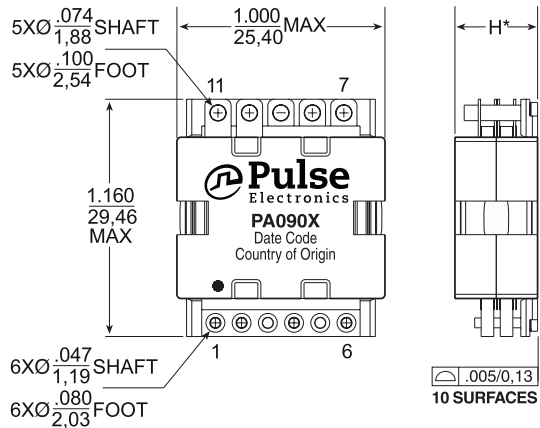 5XØ .074/1,88 SHAFT
5XØ .100/2,54 FOOT
1.000/25,40 MAX
H*
11
7
1.160/29,46
MAX
Pulse
Electronics
PA090X
Date Code
Country of Origin
1
6
6XØ .047/1,19 SHAFT
6XØ .080/2,03 FOOT
.005/0,13
10 SURFACES